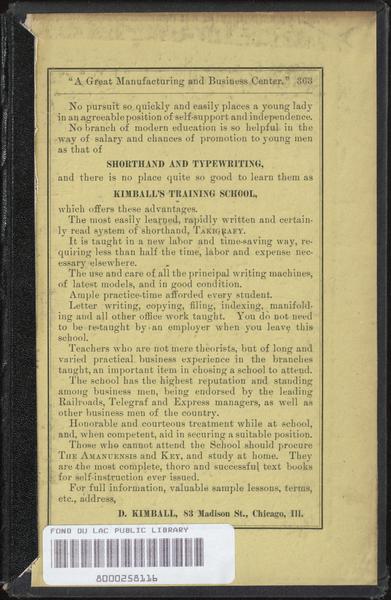 "A Great Manufacturing and Business Center." 363
No pursuit so quickly and easily places a young lady
in an agreeable position of self-support and independence.
No branch of modern education is so helpful in the
way of salary and chances of promotion to young men
as that of
SHORTHAND AND TYPEWRITING,
and there is no place quite so good to learn them as
KIMBALL'S TRAINING SCHOOL,
which offers these advantages.
The most easily learned, rapidly written and certain-
ly read system of shorthand, TAKIGRAFY.
It is taught in a new labor and time-saving way, re-
quiring less than half the time, labor and expense nec-
essary elsewhere.
The use and care of all the principal writing machines,
of latest models, and in good condition.
Ample practice-time afforded every student.
Letter writing, copying, filing, indexing, manifold-
ing and all other office work taught. You do not need
to be re-taught by an employer when you leave this
school.
Teachers who are not mere theorists, but of long and
varied practical business experience in the branches
taught, an important item in chosing a school to attend.
The school has the highest reputation and standing
among business men, being endorsed by the leading
Railroads, Telegraf and Express managers, as well as
other business men of the country.
Honorable and courteous treatment while at school,
and, when competent, aid in securing a suitable position.
Those who cannot attend the School should procure
THE AMANUENSIS and KEY, and study at home. They
are the most complete, thoro and successful text books
for self-instruction ever issued.
For full information, valuable sample lessons, terms,
etc., address,
D. KIMBALL, 83 Madison St., Chicago, Ill.
FOND DU LAC PUBLIC LIBRARY
8000258116